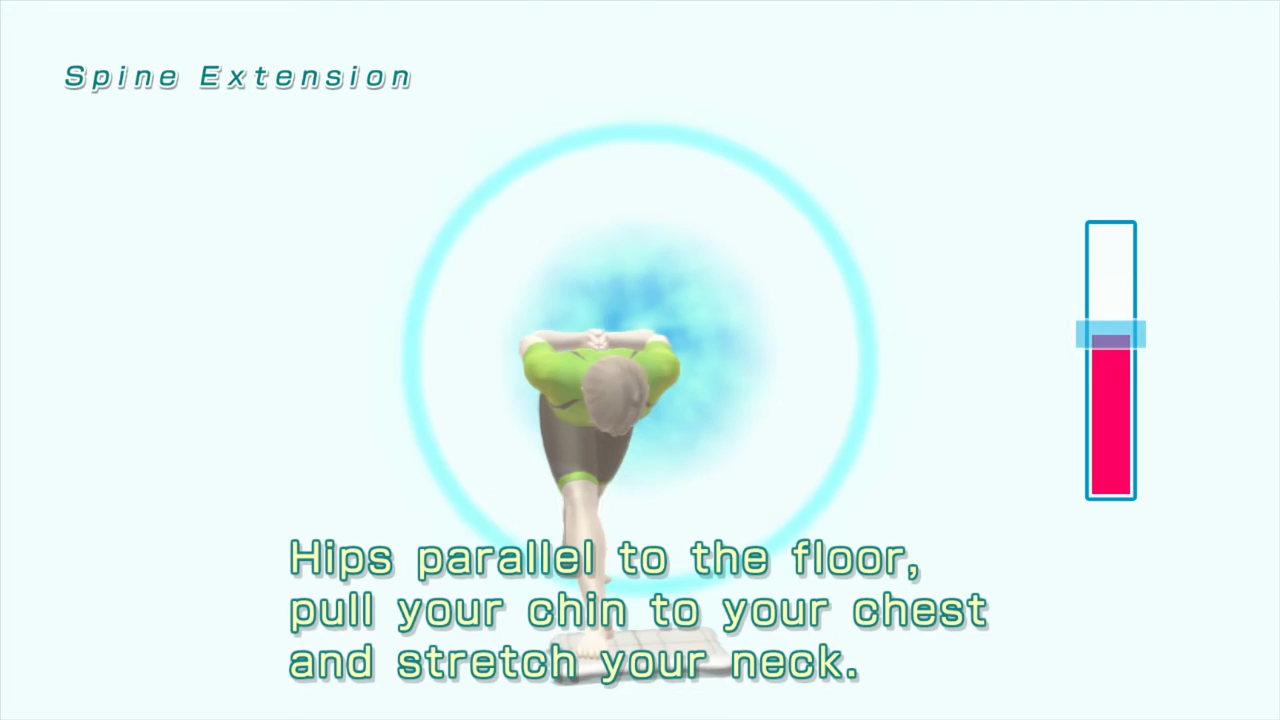 Spine Extension
Hips parallel to the floor,
pull your chin to your chest
and stretch your neck.